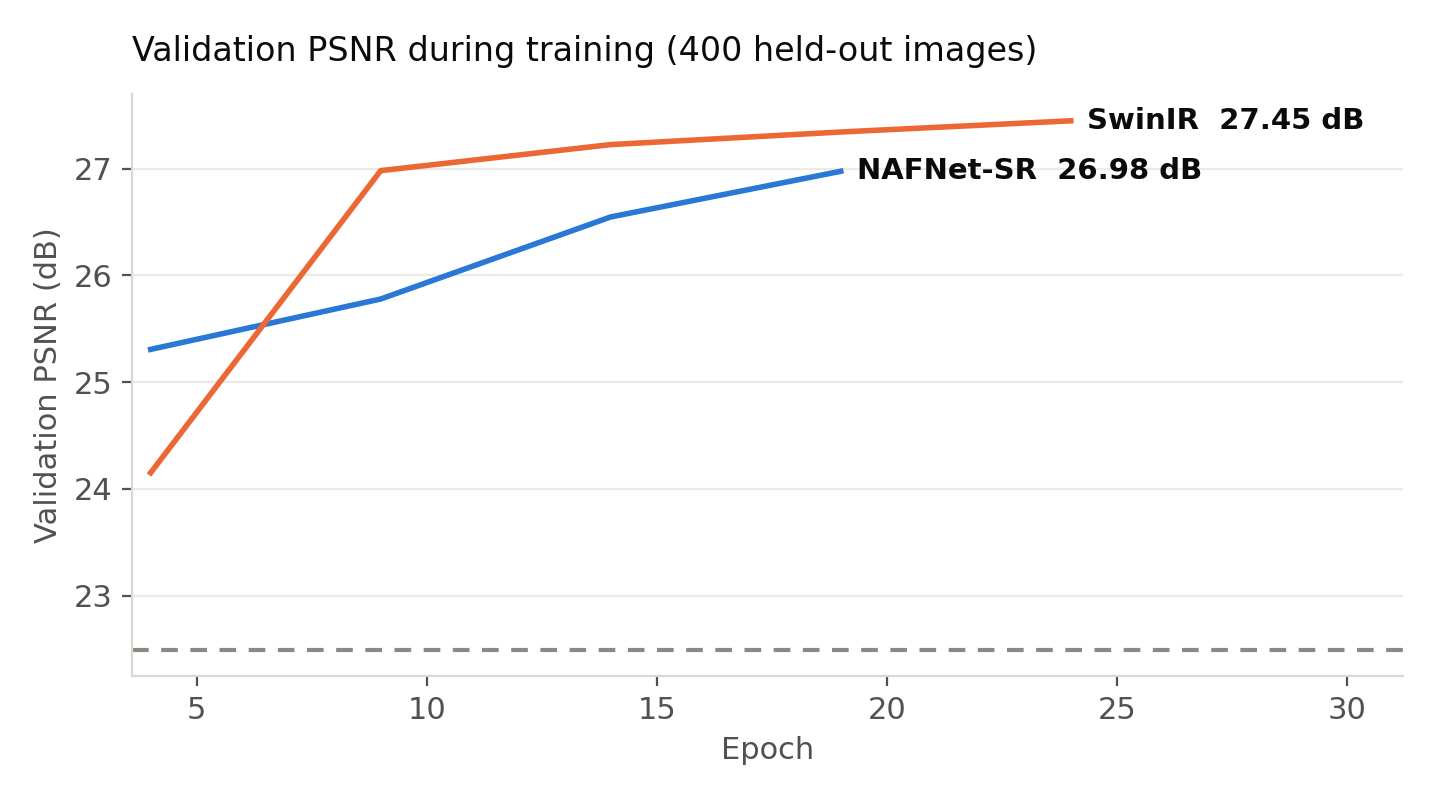 Validation PSNR during training (400 held-out images)
SwinIR  27.45 dB
NAFNet-SR  26.98 dB
Validation PSNR (dB)
27
26
25
24
23
5
10
15
20
25
30
Epoch